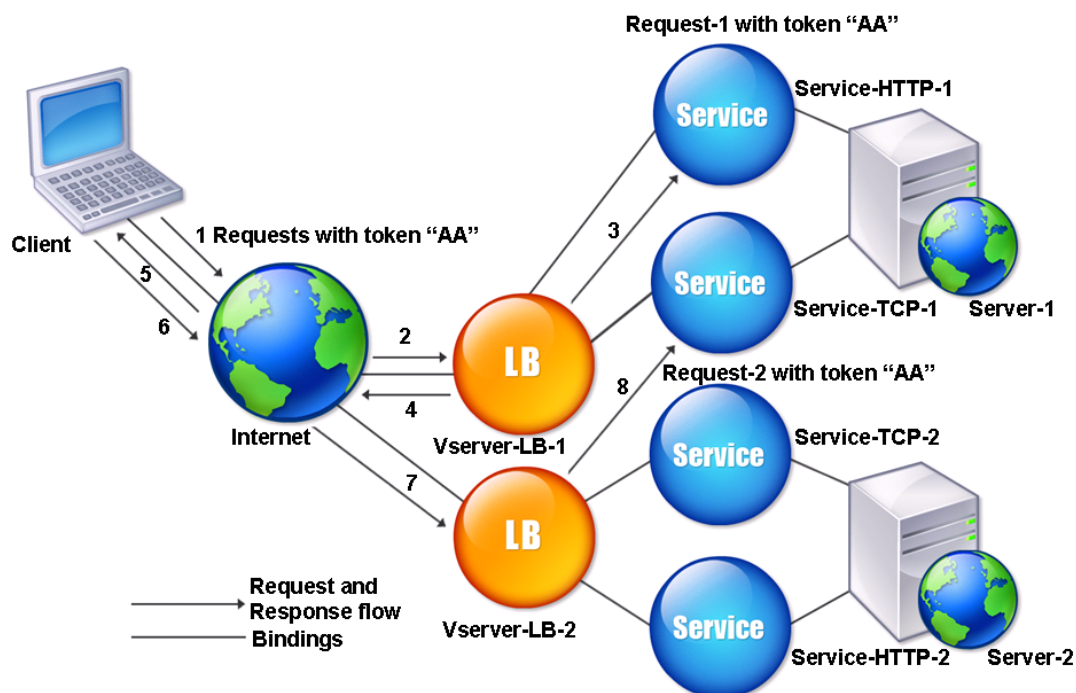 Request-1 with token “AA”
Service
Service-HTTP-1
Client
1 Requests with token “AA”
3
5
6
Service
Service-TCP-1
Server-1
2
LB
4
Internet
Vserver-LB-1
8
Request-2 with token “AA”
Service
Service-TCP-2
7
LB
Vserver-LB-2
Service
Service-HTTP-2
Server-2
Request and
Response flow
Bindings